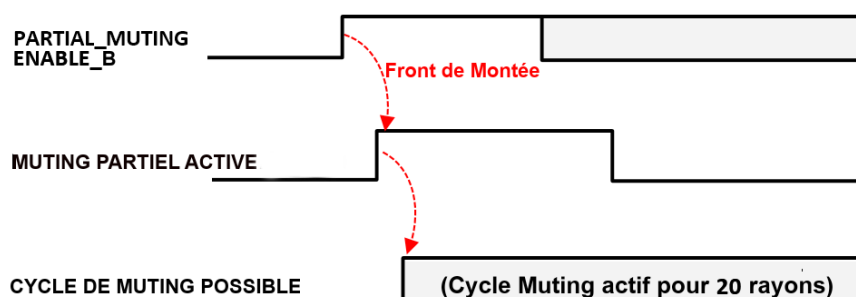 PARTIAL_MUTING
ENABLE_B
Front de Montée
MUTING PARTIEL ACTIVE
CYCLE DE MUTING POSSIBLE
(Cycle Muting actif pour 20 rayons)